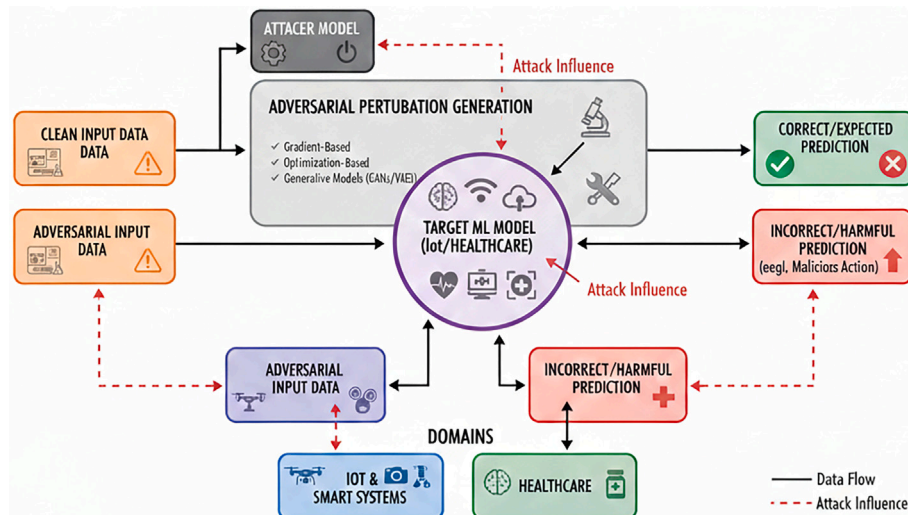 ATTACER MODEL
Attack Influence
ADVERSARIAL PERTUBATION GENERATION
✓ Gradient-Based
✓ Optimization-Based
✓ Generalive Models (CANs/VAE))
CLEAN INPUT DATA
DATA
CORRECT/EXPECTED
PREDICTION
ADVERSARIAL INPUT
DATA
TARGET ML MODEL
(Iot/HEALTHCARE)
INCORRECT/HARMFUL
PREDICTION
(eegl, Maliciors Action)
Attack Influence
ADVERSARIAL
INPUT DATA
INCORRECT/HARMFUL
PREDICTION
DOMAINS
IOT &
SMART SYSTEMS
HEALTHCARE
Data Flow
Attack Influence